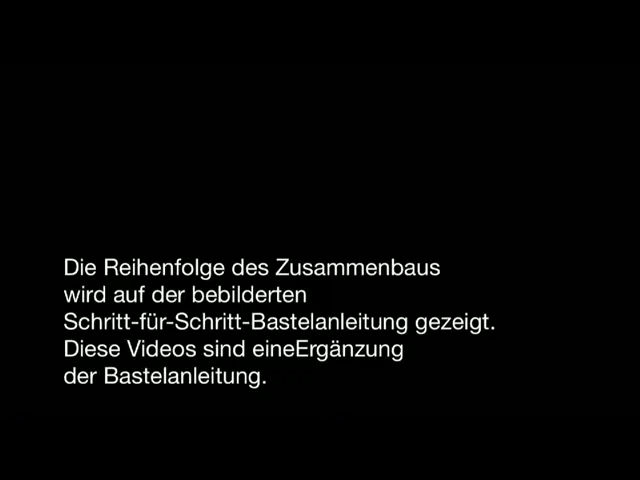 Die Reihenfolge des Zusammenbaus
wird auf der bebilderten
Schritt-für-Schritt-Bastelanleitung gezeigt.
Diese Videos sind eineErgänzung
der Bastelanleitung.